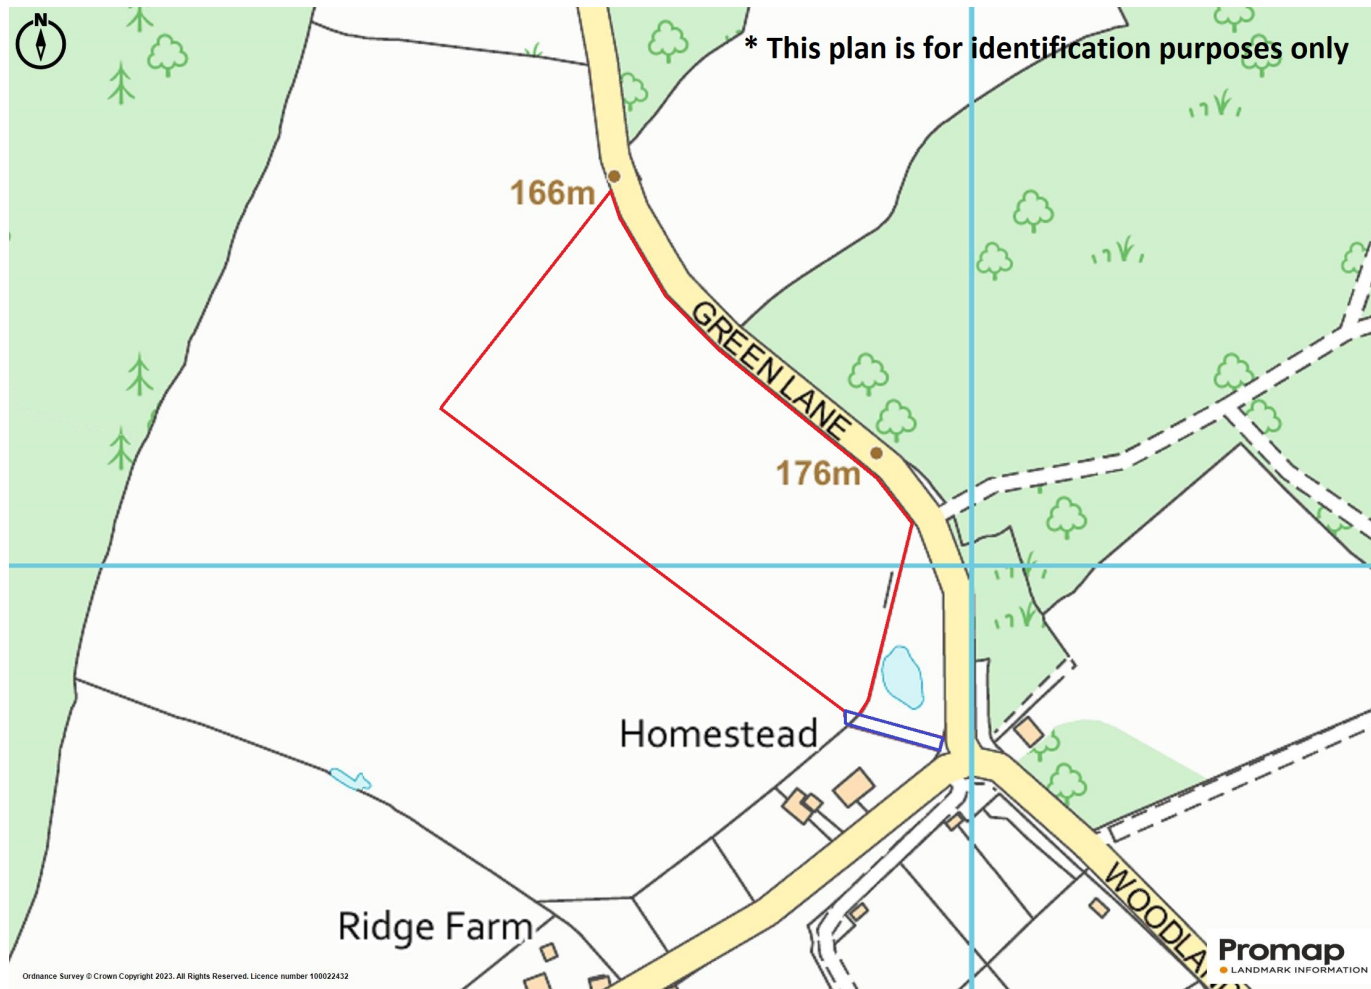 N
* This plan is for identification purposes only
166m
GREEN LANE
176m
Homestead
Ridge Farm
WOODLA
Promap
LANDMARK INFORMATION
Ordnance Survey © Crown Copyright 2023. All Rights Reserved. Licence number 100022432